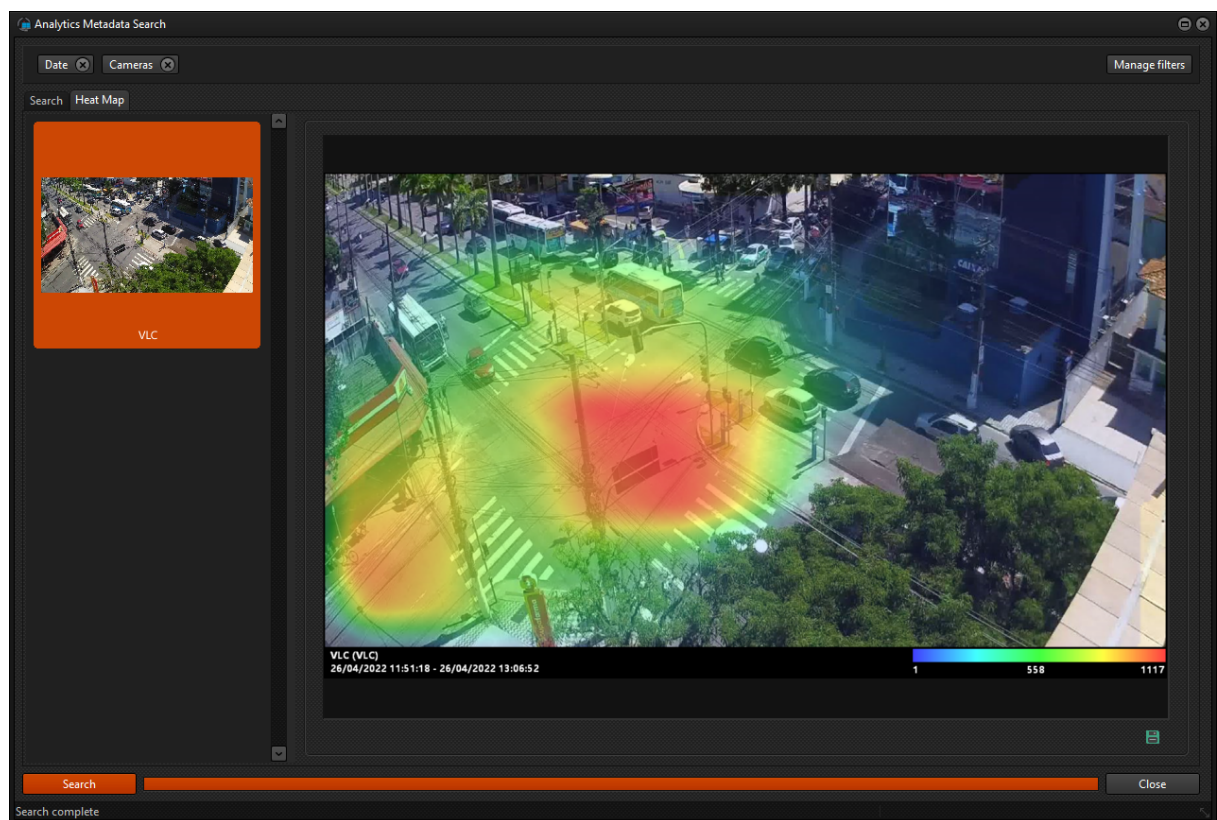 Analytics Metadata Search
Date
Cameras
Manage filters
Search
Heat Map
VLC
VLC (VLC)
26/04/2022 11:51:18 - 26/04/2022 13:06:52
1 558 1117
Search
Close
Search complete